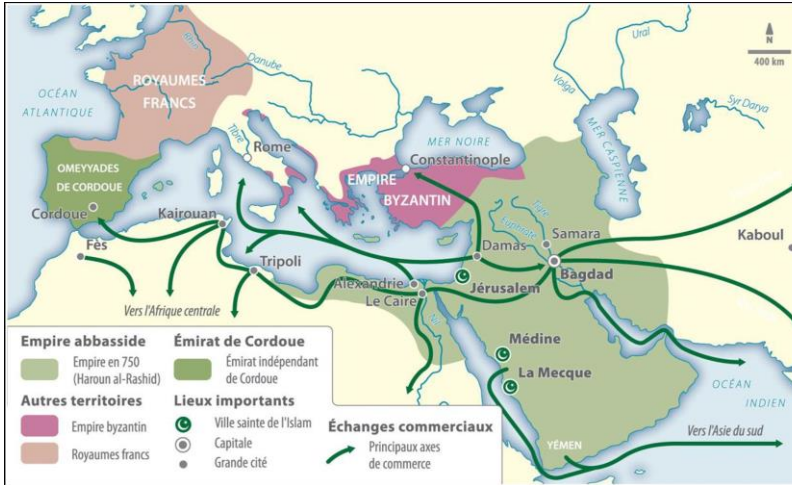 Rhin
Danube
ROYAUMES
FRANCS
OCÉAN
ATLANTIQUE
Volga
Ural
N
400 km
Syr Darya
MER CASPIENNE
MER NOIRE
Tibre
Rome
Constantinople
EMPIRE
BYZANTIN
OMEYYADES
DE CORDOUE
Cordoue
Kairouan
Fès
Tripoli
Alexandrie
Le Caire
Nil
Damas
Jérusalem
Tigre
Euphrate
Samara
Bagdad
Kaboul
Vers l'Afrique centrale
Médine
La Mecque
YÉMEN
OCÉAN
INDIEN
Vers l'Asie du sud
Empire abbasside
Empire en 750
(Haroun al-Rashid)
Autres territoires
Empire byzantin
Royaumes francs
Émirat de Cordoue
Émirat indépendant
de Cordoue
Lieux importants
Ville sainte de l'Islam
Capitale
Grande cité
Échanges commerciaux
Principaux axes
de commerce